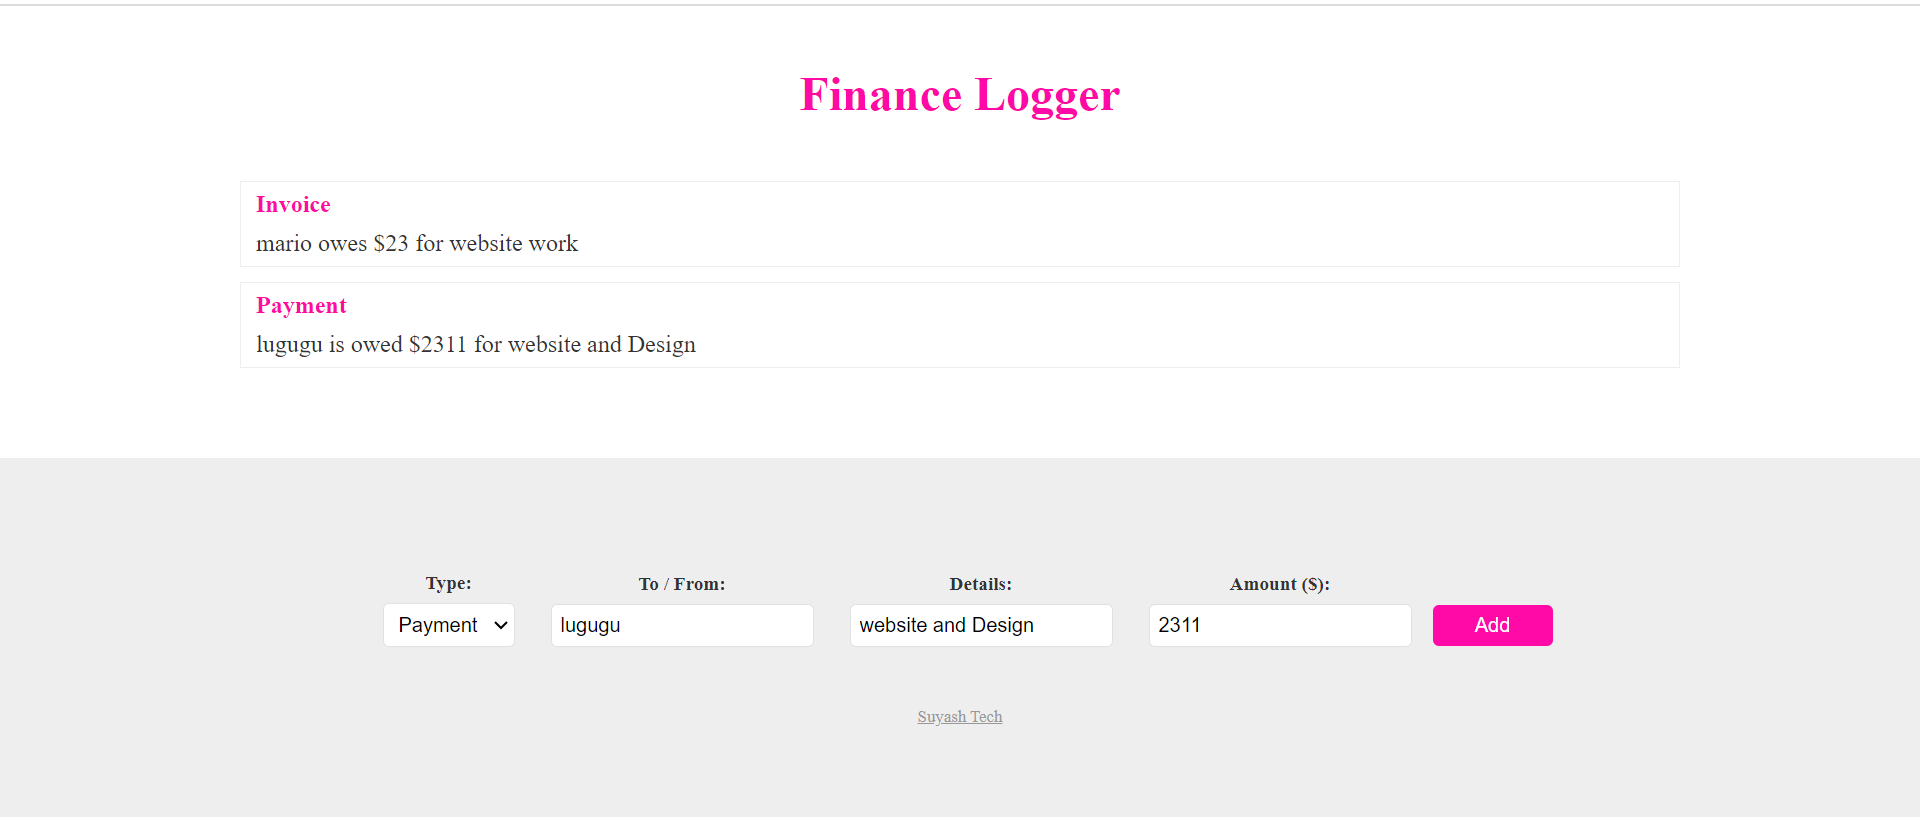 Finance Logger
Invoice
mario owes $23 for website work
Payment
lugugu is owed $2311 for website and Design
Type: To / From: Details: Amount ($):
Payment lugugu website and Design 2311 Add
Suyash Tech